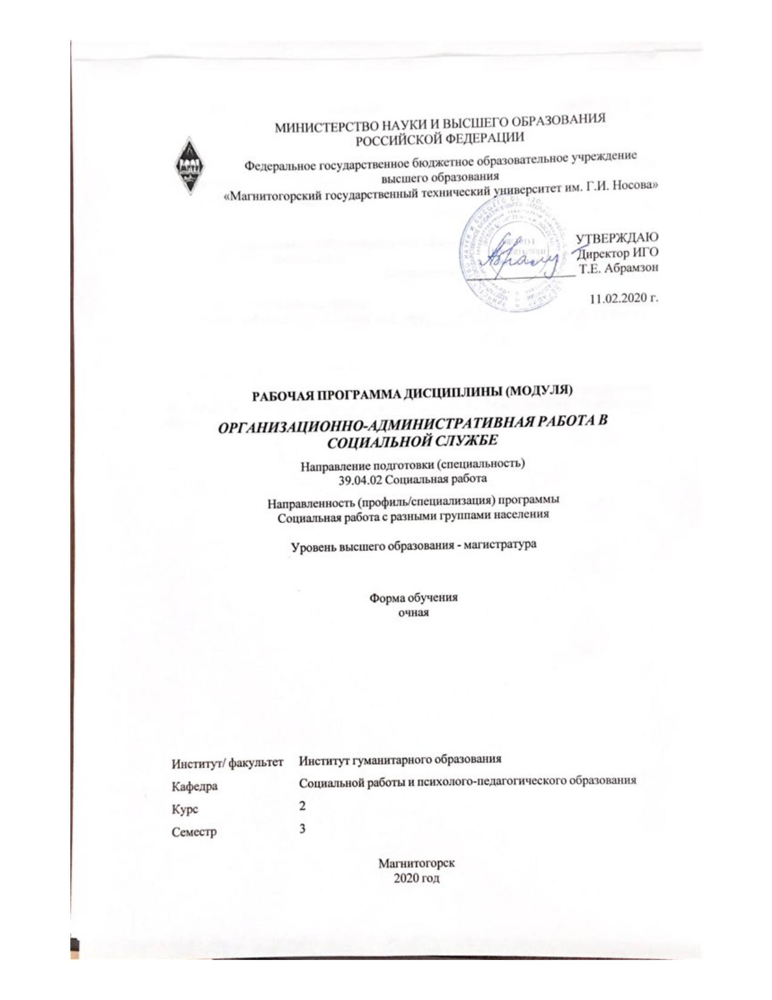 МИНИСТЕРСТВО НАУКИ И ВЫСШЕГО ОБРАЗОВАНИЯ
РОССИЙСКОЙ ФЕДЕРАЦИИ
Федеральное государственное бюджетное образовательное учреждение
высшего образования
«Магнитогорский государственный технический университет им. Г.И. Носова»
УТВЕРЖДАЮ
Директор ИГО
Т.Е. Абрамзон
11.02.2020 г.
РАБОЧАЯ ПРОГРАММА ДИСЦИПЛИНЫ (МОДУЛЯ)
ОРГАНИЗАЦИОННО-АДМИНИСТРАТИВНАЯ РАБОТА В
СОЦИАЛЬНОЙ СЛУЖБЕ
Направление подготовки (специальность)
39.04.02 Социальная работа
Направленность (профиль/специализация) программы
Социальная работа с разными группами населения
Уровень высшего образования - магистратура
Форма обучения
очная
Институт/ факультет Институт гуманитарного образования
Кафедра Социальной работы и психолого-педагогического образования
Курс 2
Семестр 3
Магнитогорск
2020 год